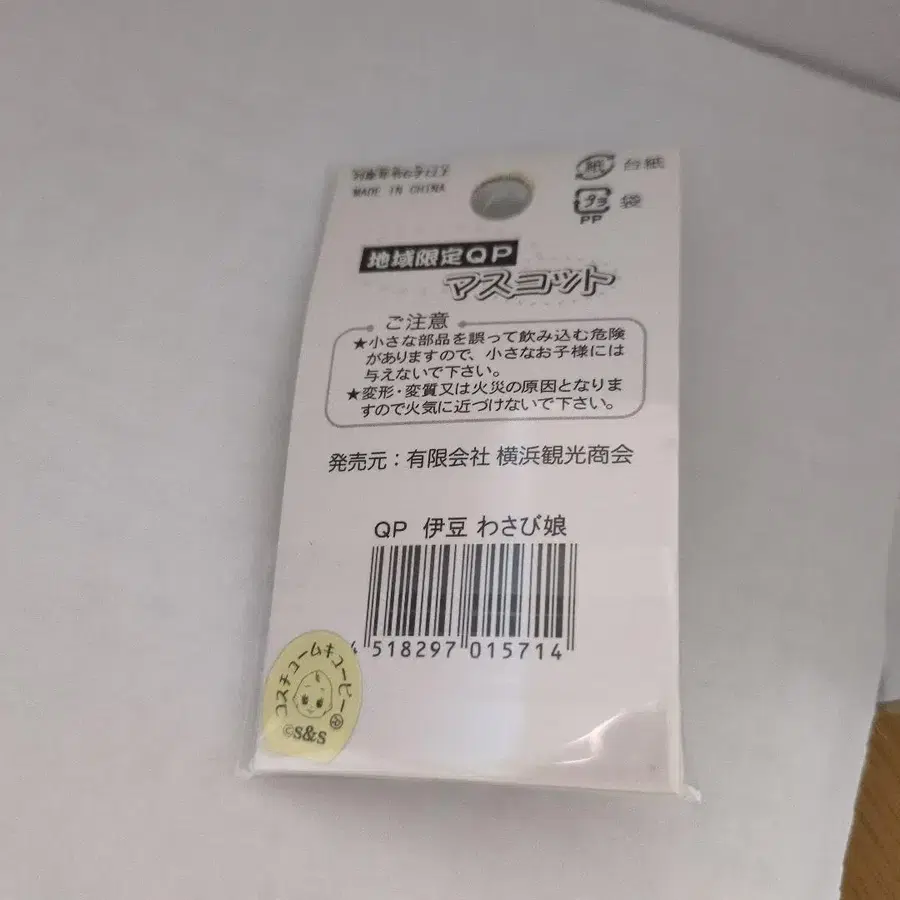 MADE IN CHINA
紙 台紙
プラ 袋
PP
地域限定QP
マスコット
ご注意
★小さな部品を誤って飲み込む危険
がありますので、小さなお子様には
与えないで下さい。
★変形・変質又は火災の原因となりま
すので火気に近づけないで下さい。
発売元：有限会社 横浜観光商会
QP 伊豆 わさび娘
4 518297 015714
コスチュームキューピー®
©S&S